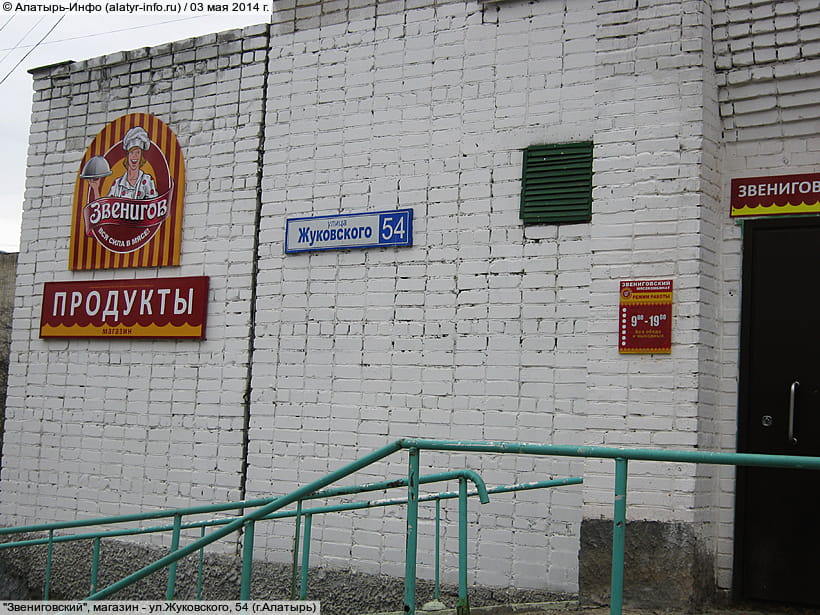 © Алатырь-Инфо (alatyr-info.ru) / 03 мая 2014 г.
ЗВЕНИГОВ
ВСЯ СИЛА В МЯСЕ!
ПРОДУКТЫ
магазин
улица
Жуковского 54
ЗВЕНИГОВСКИЙ
МЯСОКОМБИНАТ
РЕЖИМ РАБОТЫ
9⁰⁰-19⁰⁰
Без обеда
и выходных
ЗВЕНИГОВ
"Звениговский", магазин - ул.Жуковского, 54 (г.Алатырь)